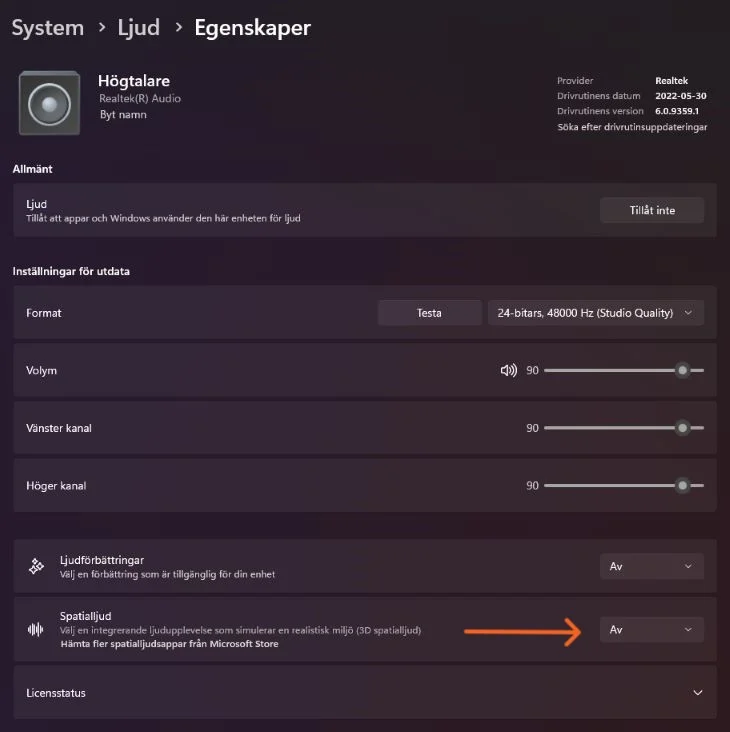 System > Ljud > Egenskaper
Högtalare
Realtek(R) Audio
Byt namn
Provider Realtek
Drivrutinens datum 2022-05-30
Drivrutinens version 6.0.9359.1
Söka efter drivrutinsuppdateringar
Allmänt
Ljud
Tillåt att appar och Windows använder den här enheten för ljud
Tillåt inte
Inställningar för utdata
Format Testa 24-bitars, 48000 Hz (Studio Quality)
Volym 90
Vänster kanal 90
Höger kanal 90
Ljudförbättringar
Välj en förbättring som är tillgänglig för din enhet
Av
Spatialljud
Välj en integrerande ljudupplevelse som simulerar en realistisk miljö (3D spatialljud)
Hämta fler spatialljudsappar från Microsoft Store
Av
Licensstatus